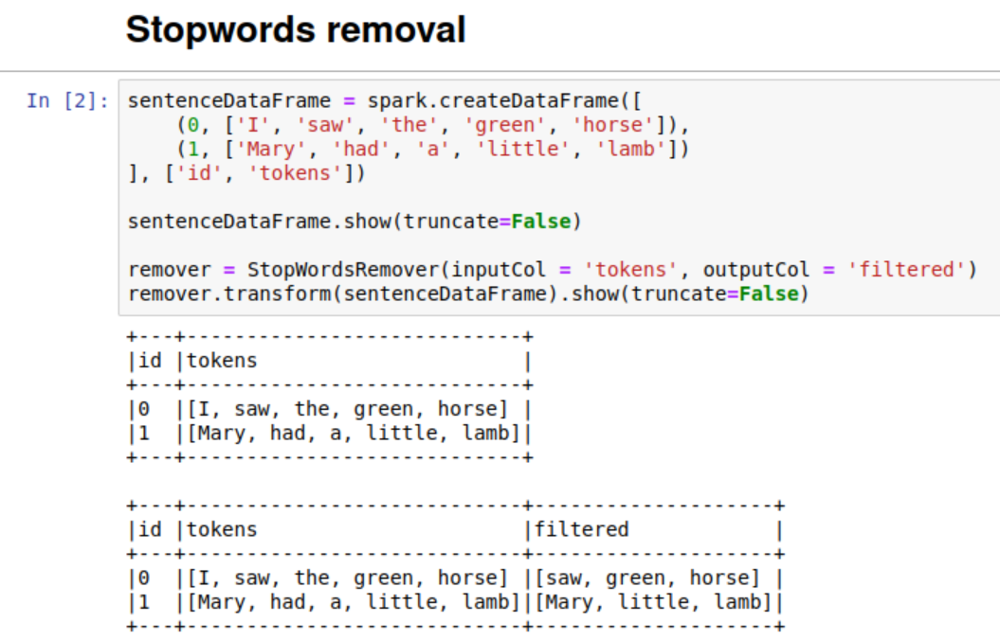 Stopwords removal
In [2]: sentenceDataFrame = spark.createDataFrame([
    (0, ['I', 'saw', 'the', 'green', 'horse']),
    (1, ['Mary', 'had', 'a', 'little', 'lamb'])
], ['id', 'tokens'])
sentenceDataFrame.show(truncate=False)
remover = StopWordsRemover(inputCol = 'tokens', outputCol = 'filtered')
remover.transform(sentenceDataFrame).show(truncate=False)
+---+----------------------------+
|id |tokens                      |
+---+----------------------------+
|0  |[I, saw, the, green, horse] |
|1  |[Mary, had, a, little, lamb]|
+---+----------------------------+
+---+----------------------------+--------------------+
|id |tokens                      |filtered            |
+---+----------------------------+--------------------+
|0  |[I, saw, the, green, horse] |[saw, green, horse] |
|1  |[Mary, had, a, little, lamb]|[Mary, little, lamb]|
+---+----------------------------+--------------------+